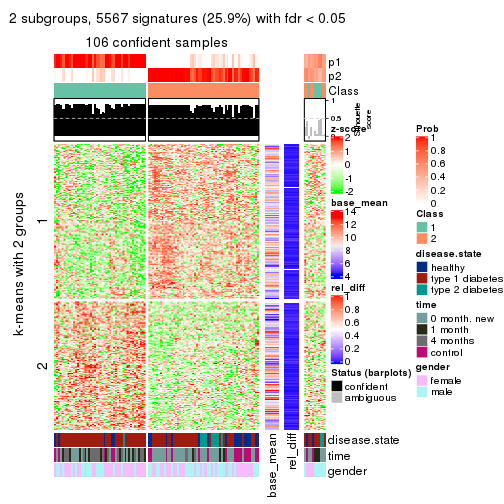 2 subgroups, 5567 signatures (25.9%) with fdr < 0.05
106 confident samples
p1
p2
Class
1
0.5
0
Silhouette
score
k-means with 2 groups
1
2
z-score
2
1
0
-1
-2
base_mean
14
12
10
8
6
4
rel_diff
1
0.8
0.6
0.4
0.2
0
Status (barplots)
confident
ambiguous
Prob
1
0.8
0.6
0.4
0.2
0
Class
1
2
disease.state
healthy
type 1 diabetes
type 2 diabetes
time
0 month. new
1 month
4 months
control
gender
female
male
disease.state
time
gender
base_mean
rel_diff